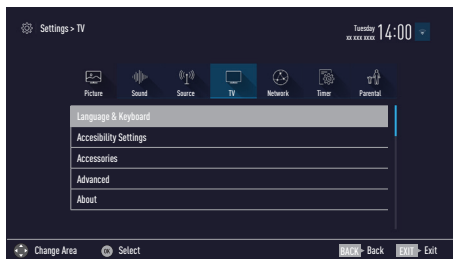 Settings > TV
Tuesday 14:00
xx xxx xxxx
Picture Sound Source TV Network Timer Parental
Language & Keyboard
Accesibility Settings
Accessories
Advanced
About
Change Area OK Select BACK Back EXIT Exit